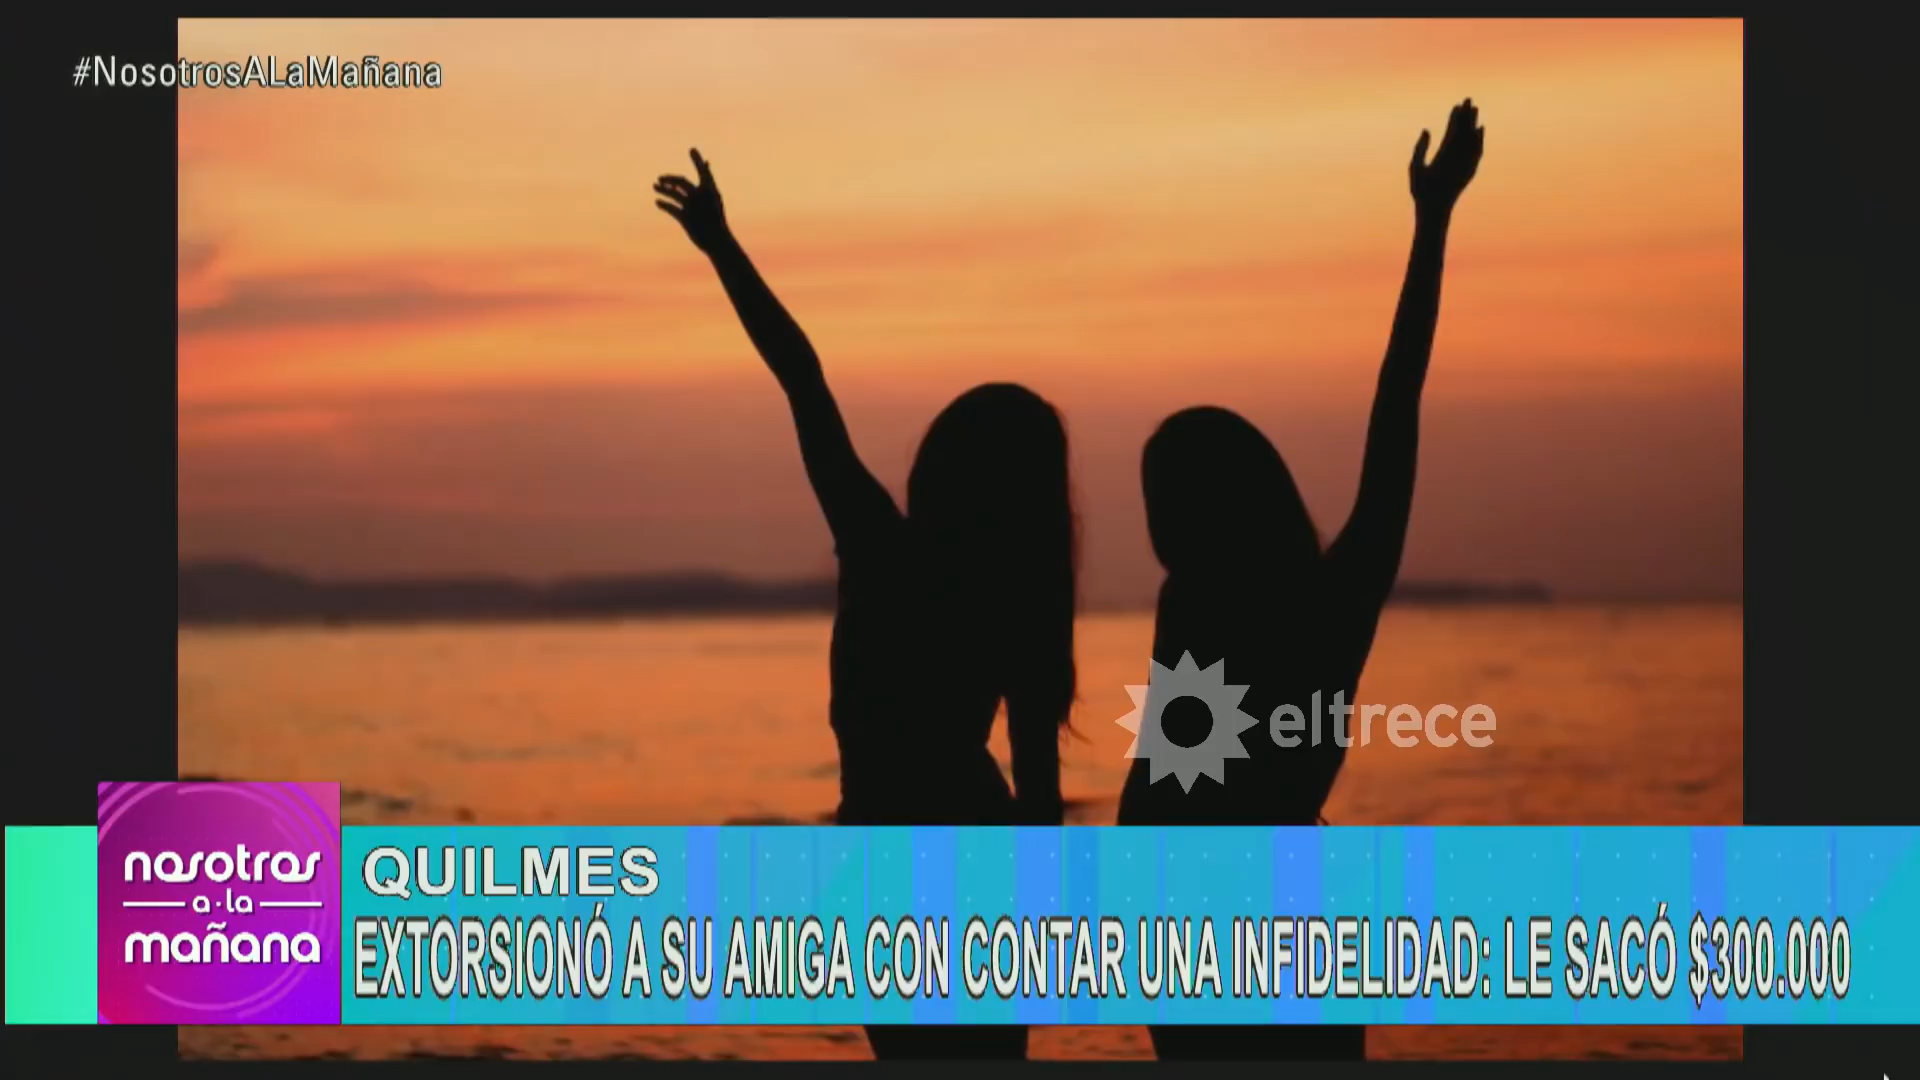 #NosotrosALaMañana
eltrece
nosotros
a·la
mañana
QUILMES
EXTORSIONÓ A SU AMIGA CON CONTAR UNA INFIDELIDAD: LE SACÓ $300.000